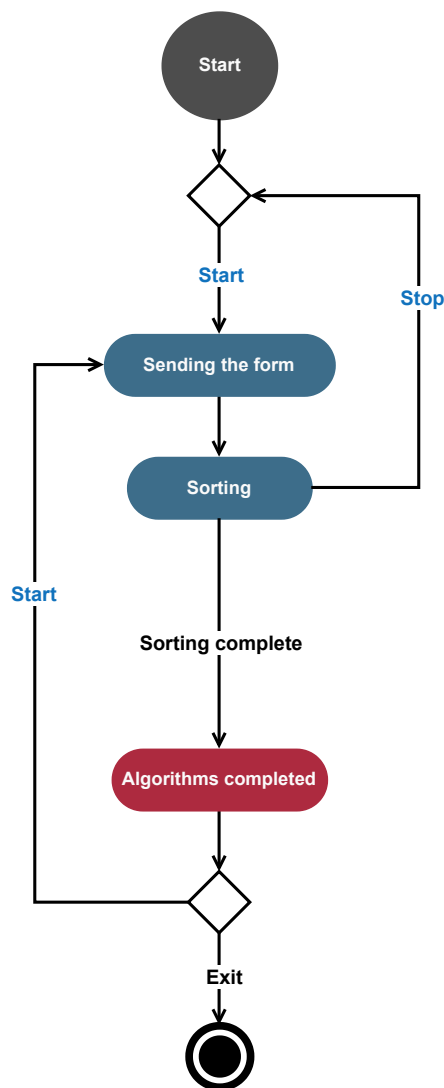 Start
Start
Stop
Sending the form
Sorting
Start
Sorting complete
Algorithms completed
Exit